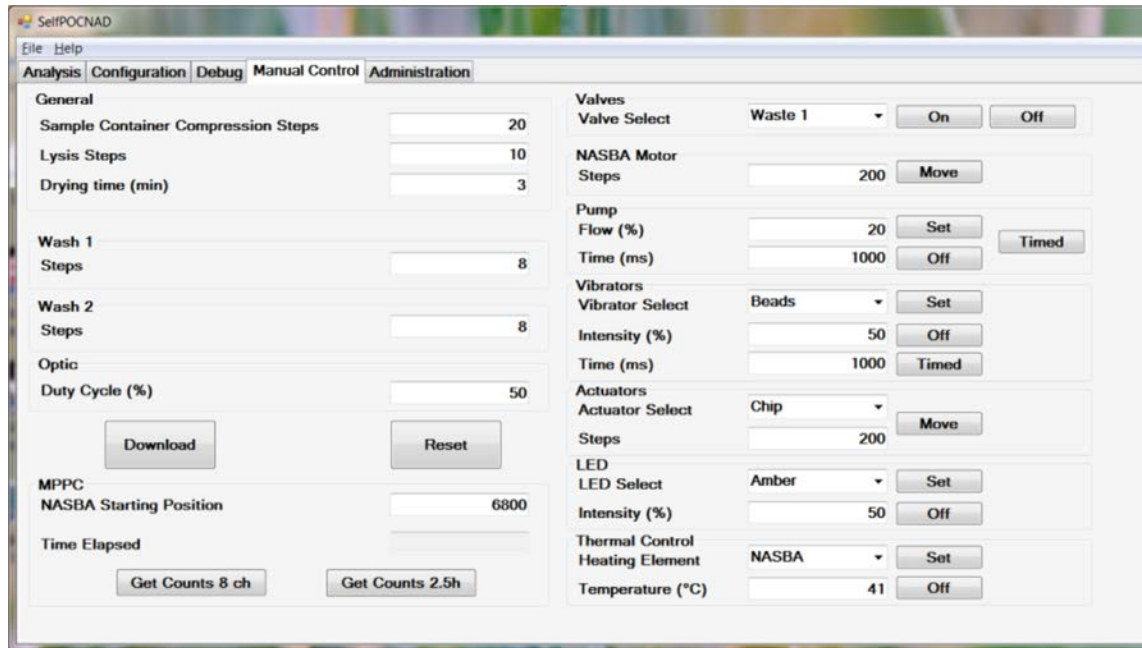 SelfPOCNAD
File Help
Analysis Configuration Debug Manual Control Administration
General
Sample Container Compression Steps 20
Lysis Steps 10
Drying time (min) 3
Wash 1
Steps 8
Wash 2
Steps 8
Optic
Duty Cycle (%) 50
Download Reset
MPPC
NASBA Starting Position 6800
Time Elapsed
Get Counts 8 ch Get Counts 2.5h
Valves
Valve Select Waste 1 On Off
NASBA Motor
Steps 200 Move
Pump
Flow (%) 20 Set
Timed
Time (ms) 1000 Off
Vibrators
Vibrator Select Beads Set
Intensity (%) 50 Off
Time (ms) 1000 Timed
Actuators
Actuator Select Chip
Move
Steps 200
LED
LED Select Amber Set
Intensity (%) 50 Off
Thermal Control
Heating Element NASBA Set
Temperature (°C) 41 Off